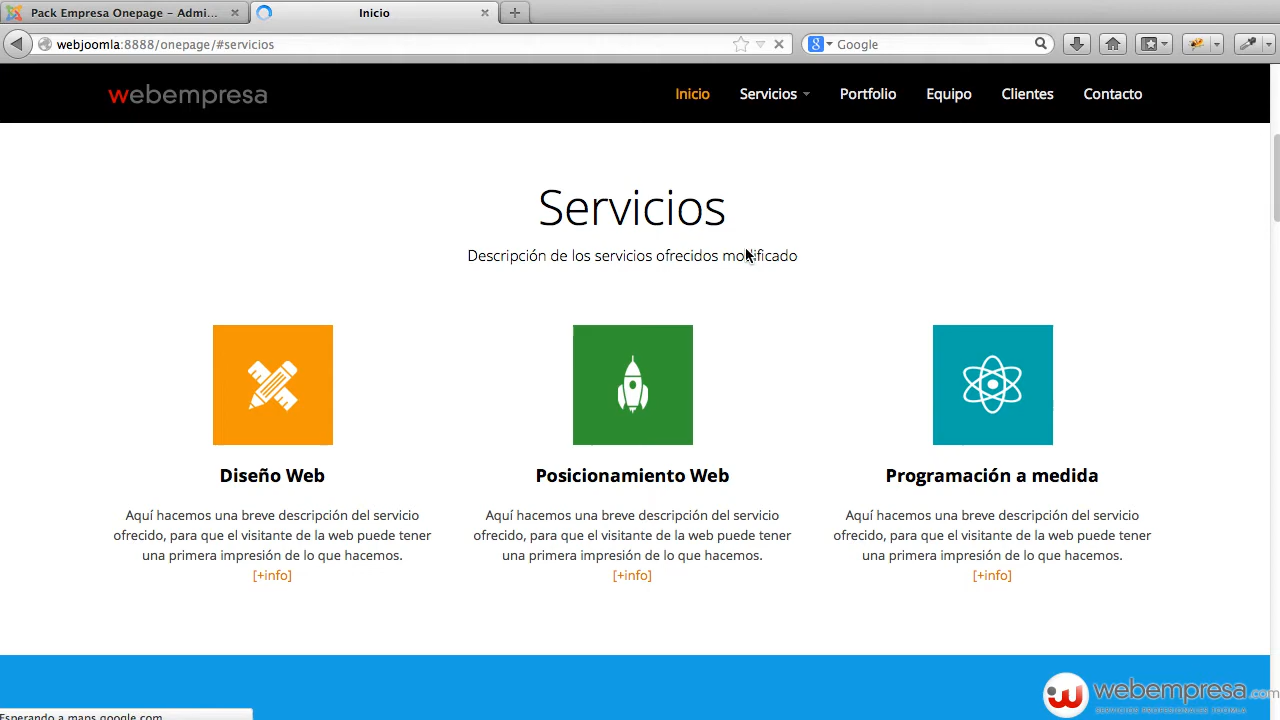 Pack Empresa Onepage – Admi...
Inicio
webjoomla:8888/onepage/#servicios
Google
webempresa
Inicio
Servicios
Portfolio
Equipo
Clientes
Contacto
Servicios
Descripción de los servicios ofrecidos modificado
Diseño Web
Aquí hacemos una breve descripción del servicio
ofrecido, para que el visitante de la web puede tener
una primera impresión de lo que hacemos.
[+info]
Posicionamiento Web
Aquí hacemos una breve descripción del servicio
ofrecido, para que el visitante de la web puede tener
una primera impresión de lo que hacemos.
[+info]
Programación a medida
Aquí hacemos una breve descripción del servicio
ofrecido, para que el visitante de la web puede tener
una primera impresión de lo que hacemos.
[+info]
webempresa.com
SERVICIOS PROFESIONALES JOOMLA
Esperando a maps.google.com